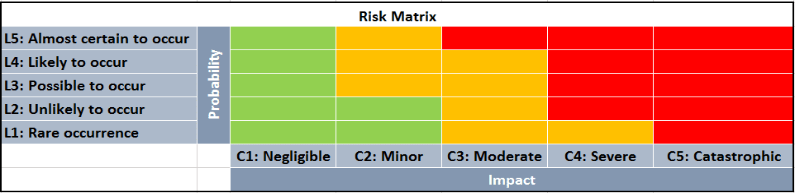 Risk Matrix
L5: Almost certain to occur
L4: Likely to occur
L3: Possible to occur
L2: Unlikely to occur
L1: Rare occurrence
Probability
C1: Negligible C2: Minor C3: Moderate C4: Severe C5: Catastrophic
Impact